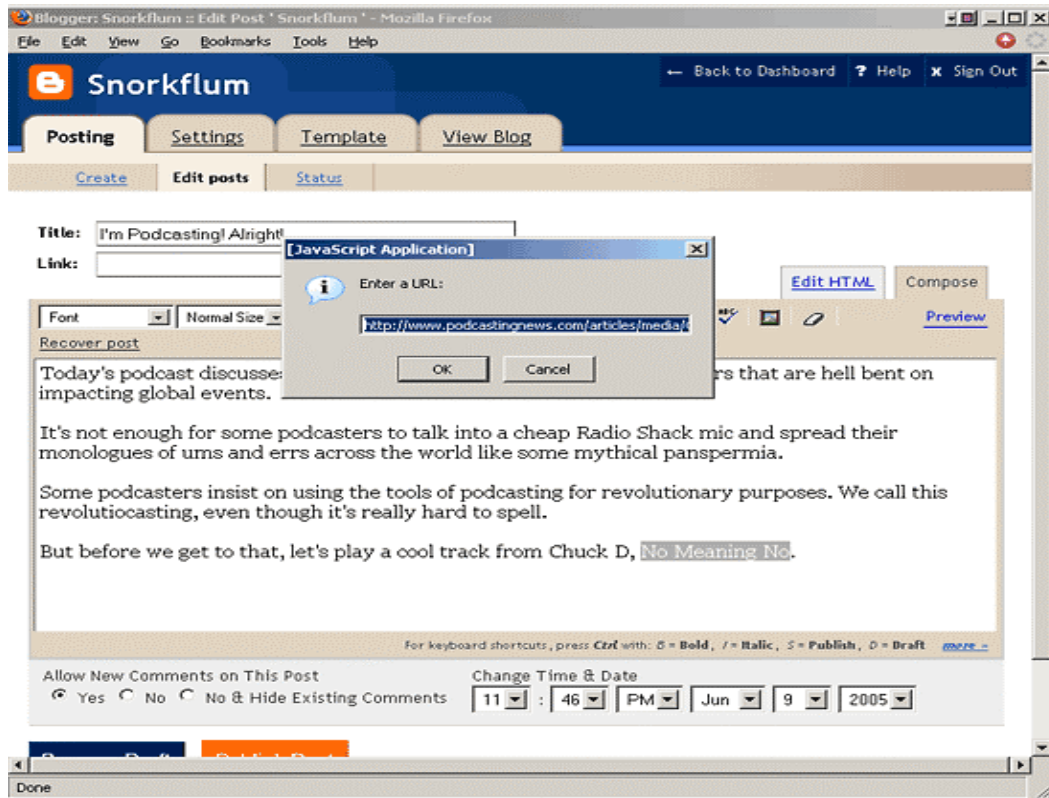 Blogger: Snorkflum :: Edit Post ' Snorkflum ' - Mozilla Firefox
File Edit View Go Bookmarks Tools Help
Snorkflum
← Back to Dashboard ? Help x Sign Out
Posting Settings Template View Blog
Create Edit posts Status
Title: I'm Podcasting! Alright!
[JavaScript Application]
Link:
Enter a URL:
Edit HTML Compose
Font Normal Size
http://www.podcastingnews.com/articles/media/
ABC
Preview
Recover post
OK Cancel
Today's podcast discusses rs that are hell bent on
impacting global events.
It's not enough for some podcasters to talk into a cheap Radio Shack mic and spread their
monologues of ums and errs across the world like some mythical panspermia.
Some podcasters insist on using the tools of podcasting for revolutionary purposes. We call this
revolutiocasting, even though it's really hard to spell.
But before we get to that, let's play a cool track from Chuck D, No Meaning No.
For keyboard shortcuts, press Ctrl with: B = Bold, I = Italic, S = Publish, D = Draft more »
Allow New Comments on This Post
Change Time & Date
Yes No No & Hide Existing Comments
11 : 46 PM Jun 9 2005
Done